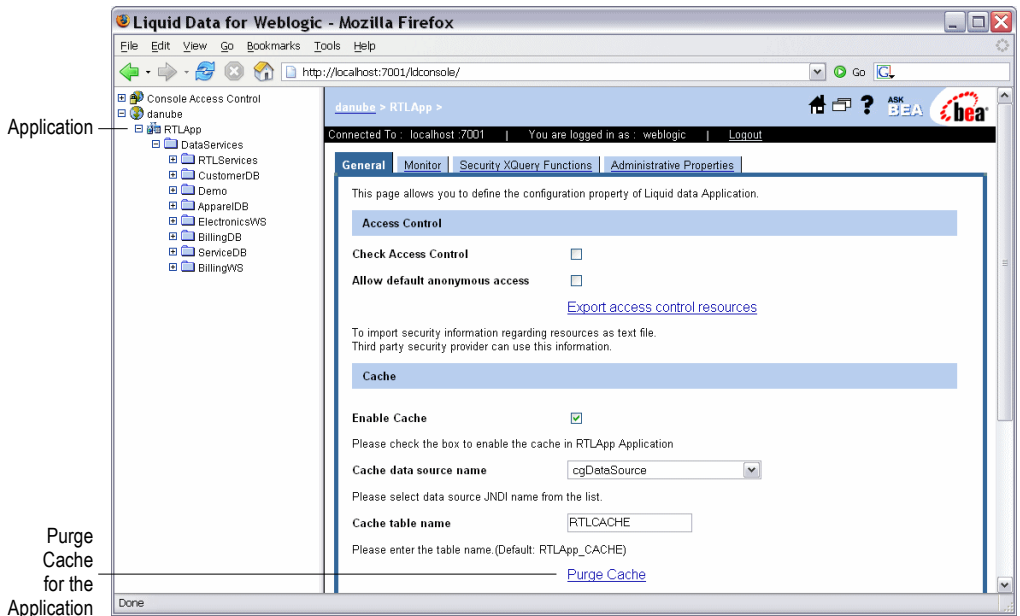 Liquid Data for Weblogic - Mozilla Firefox
File Edit View Go Bookmarks Tools Help
http://localhost:7001/ldconsole/
Go
G
Console Access Control
danube
Application
RTLApp
DataServices
RTLServices
CustomerDB
Demo
ApparelDB
ElectronicsWS
BillingDB
ServiceDB
BillingWS
danube > RTLApp >
? ASK BEA bea
Connected To : localhost :7001 | You are logged in as : weblogic | Logout
General Monitor Security XQuery Functions Administrative Properties
This page allows you to define the configuration property of Liquid data Application.
Access Control
Check Access Control
Allow default anonymous access
Export access control resources
To import security information regarding resources as text file.
Third party security provider can use this information.
Cache
Enable Cache
Please check the box to enable the cache in RTLApp Application
Cache data source name cgDataSource
Please select data source JNDI name from the list.
Cache table name RTLCACHE
Please enter the table name.(Default: RTLApp_CACHE)
Purge Cache
Purge
Cache
for the
Application
Done